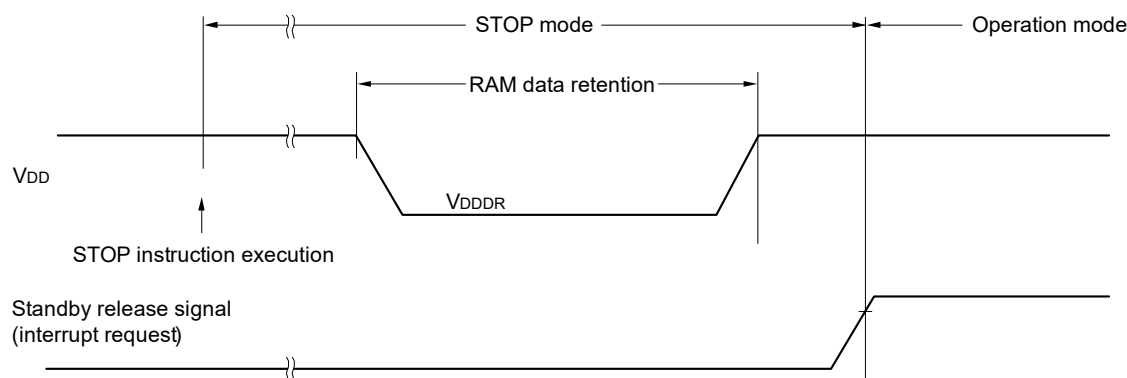 STOP mode
Operation mode
RAM data retention
VDD
VDDDR
STOP instruction execution
Standby release signal
(interrupt request)